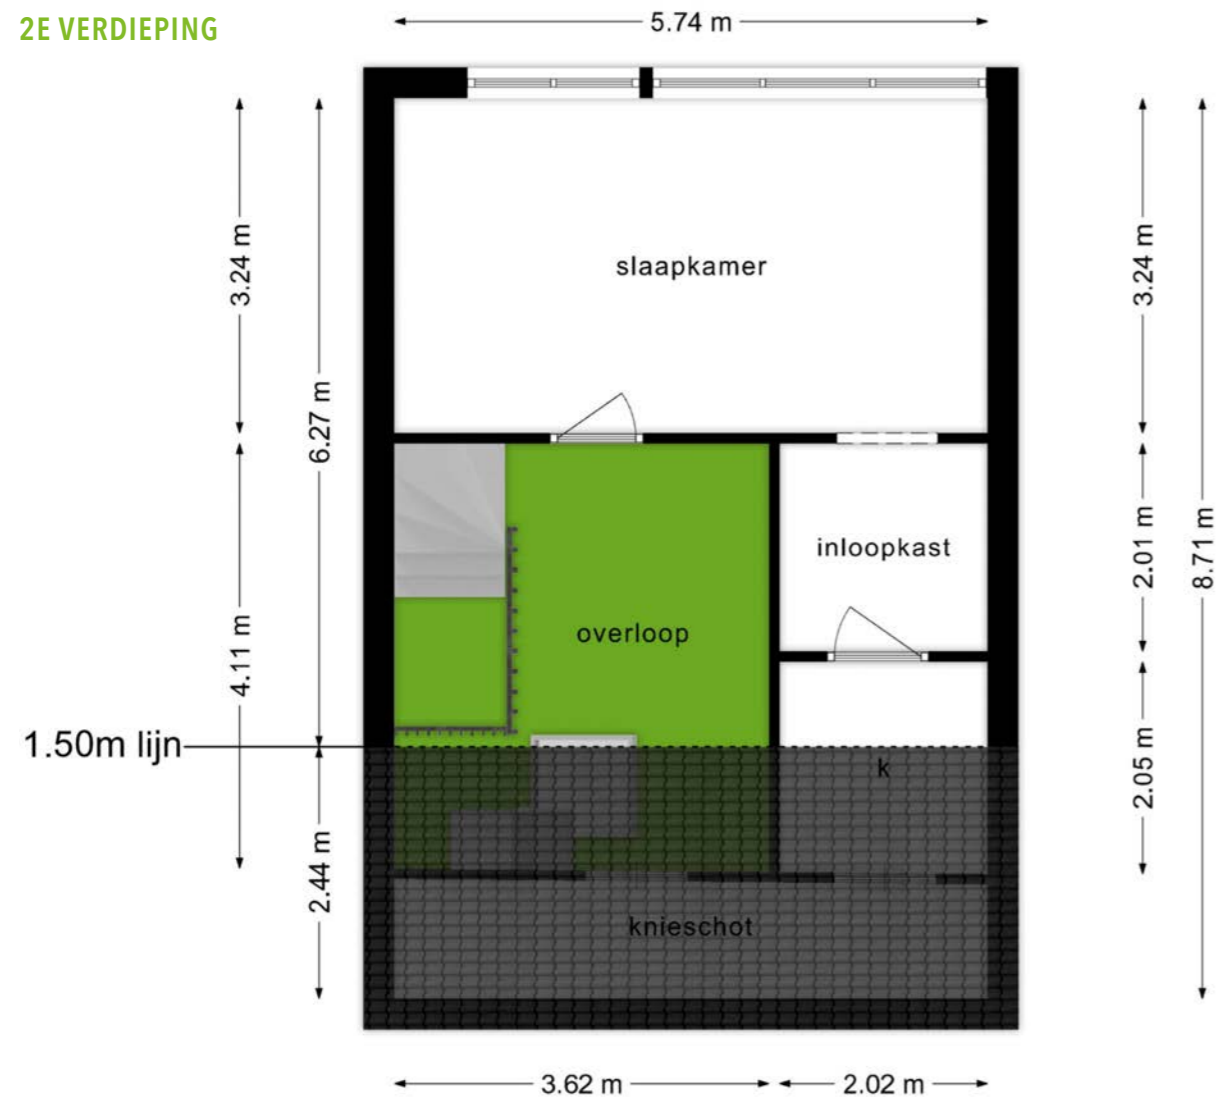 2E VERDIEPING
5.74 m
3.24 m
6.27 m
slaapkamer
3.24 m
2.01 m
8.71 m
inloopkast
overloop
4.11 m
1.50m lijn
k
2.05 m
2.44 m
knieschot
3.62 m
2.02 m